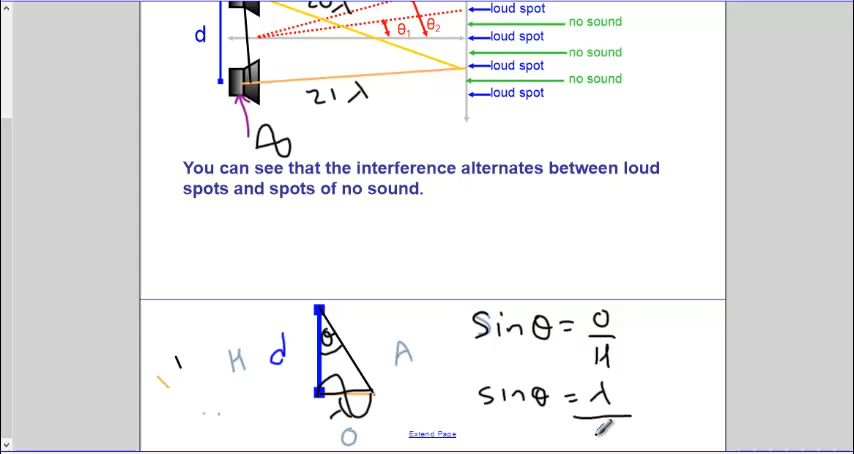 20λ
loud spot
no sound
θ1 θ2
d
loud spot
no sound
loud spot
no sound
21λ
loud spot
You can see that the interference alternates between loud
spots and spots of no sound.
Sinθ = O
H
H d θ A
sinθ = λ
λ
O
Extend Page